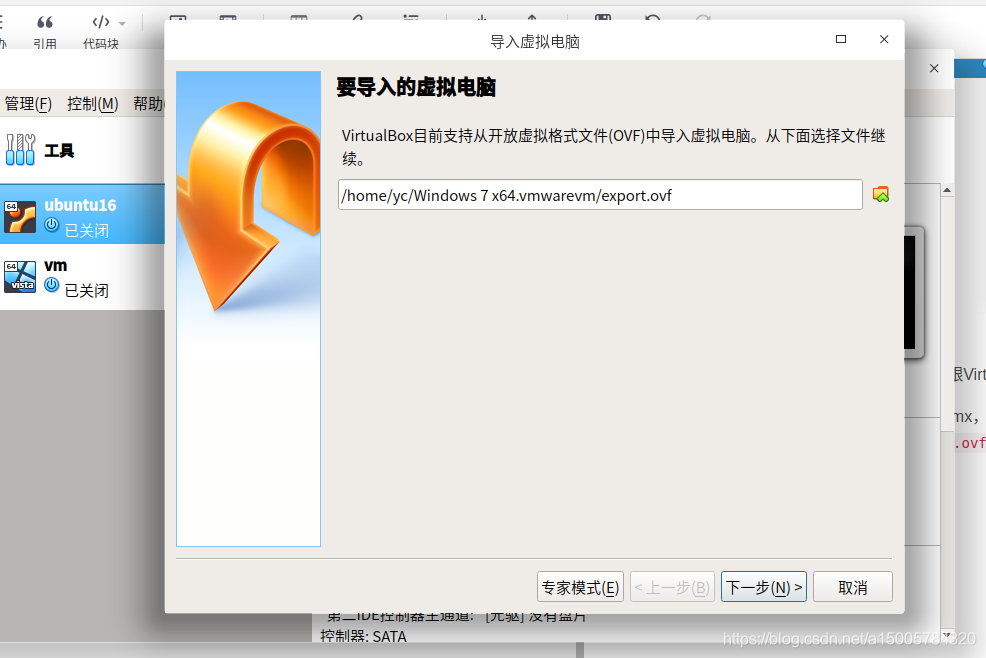 引用
代码块
导入虚拟电脑
管理(F) 控制(M) 帮助
工具
64
ubuntu16
已关闭
64
vista
vm
已关闭
要导入的虚拟电脑
VirtualBox目前支持从开放虚拟格式文件(OVF)中导入虚拟电脑。从下面选择文件继
续。
/home/yc/Windows 7 x64.vmwarevm/export.ovf
跟Virt
mx，
.ovf
专家模式(E)
< 上一步(B)
下一步(N) >
取消
第二IDE控制器主通道: [光驱] 没有盘片
控制器: SATA